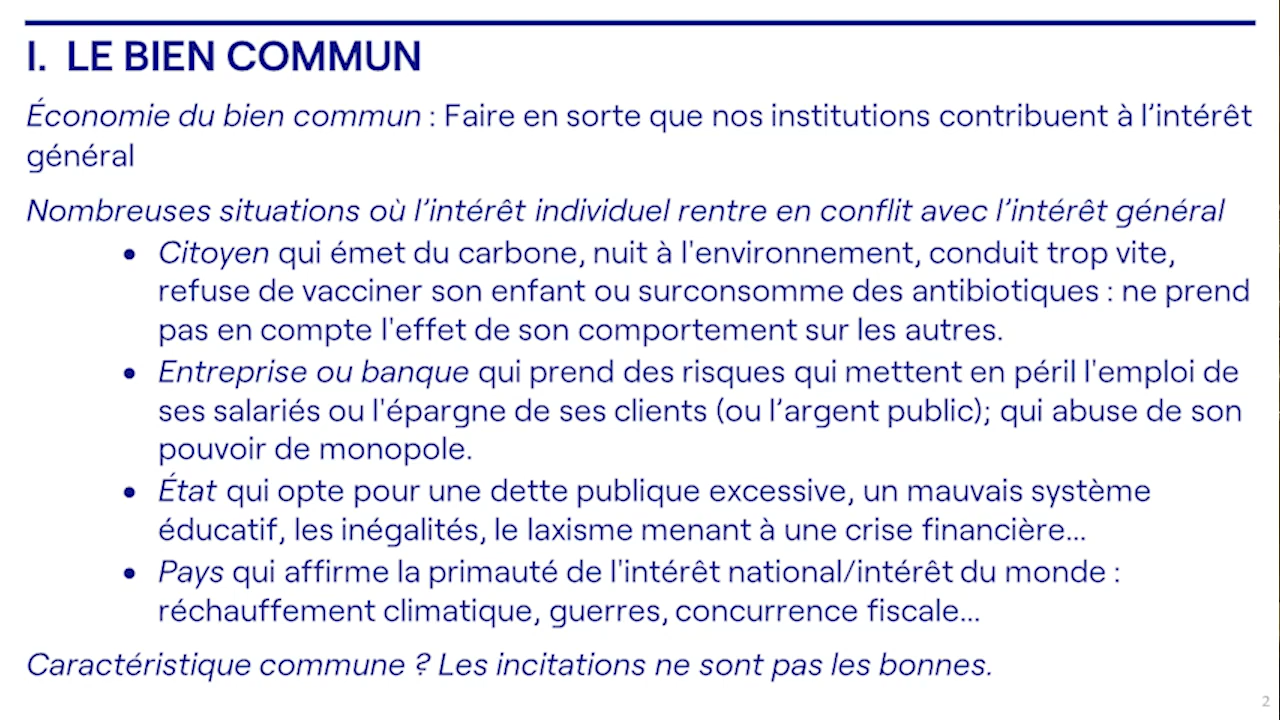 I. LE BIEN COMMUN
Économie du bien commun : Faire en sorte que nos institutions contribuent à l’intérêt
général
Nombreuses situations où l’intérêt individuel rentre en conflit avec l’intérêt général
• Citoyen qui émet du carbone, nuit à l'environnement, conduit trop vite,
refuse de vacciner son enfant ou surconsomme des antibiotiques : ne prend
pas en compte l'effet de son comportement sur les autres.
• Entreprise ou banque qui prend des risques qui mettent en péril l'emploi de
ses salariés ou l'épargne de ses clients (ou l’argent public); qui abuse de son
pouvoir de monopole.
• État qui opte pour une dette publique excessive, un mauvais système
éducatif, les inégalités, le laxisme menant à une crise financière...
• Pays qui affirme la primauté de l'intérêt national/intérêt du monde :
réchauffement climatique, guerres, concurrence fiscale...
Caractéristique commune ? Les incitations ne sont pas les bonnes.
2